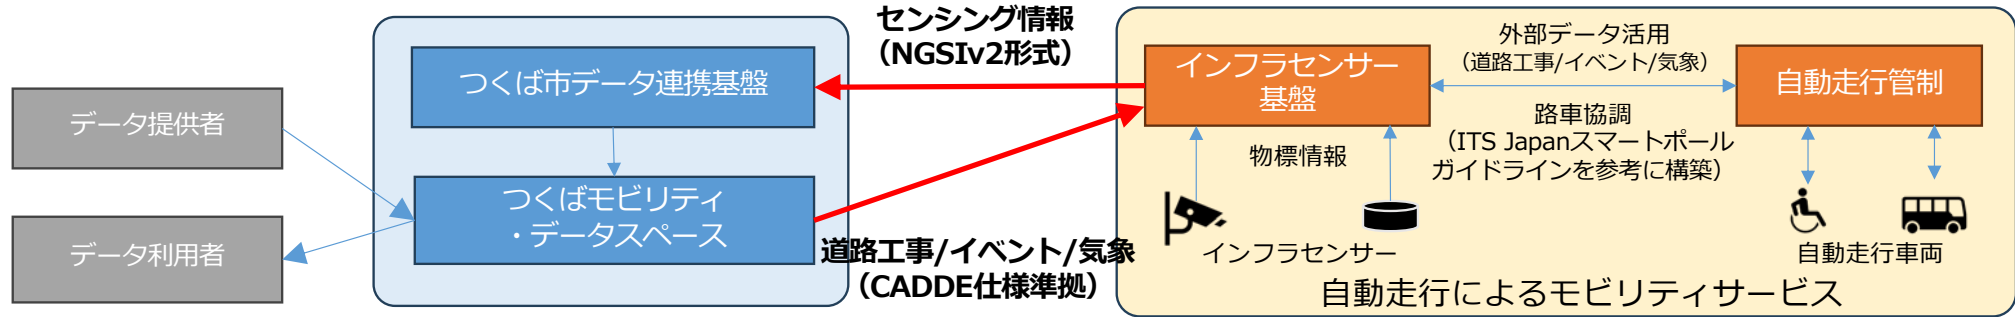 データ提供者
データ利用者
つくば市データ連携基盤
つくばモビリティ
・データスペース
センシング情報
（NGSIv2形式）
道路工事/イベント/気象
（CADDE仕様準拠）
インフラセンサー
基盤
外部データ活用
（道路工事/イベント/気象）
路車協調
（ITS Japanスマートポール
ガイドラインを参考に構築）
自動走行管制
物標情報
インフラセンサー
自動走行車両
自動走行によるモビリティサービス